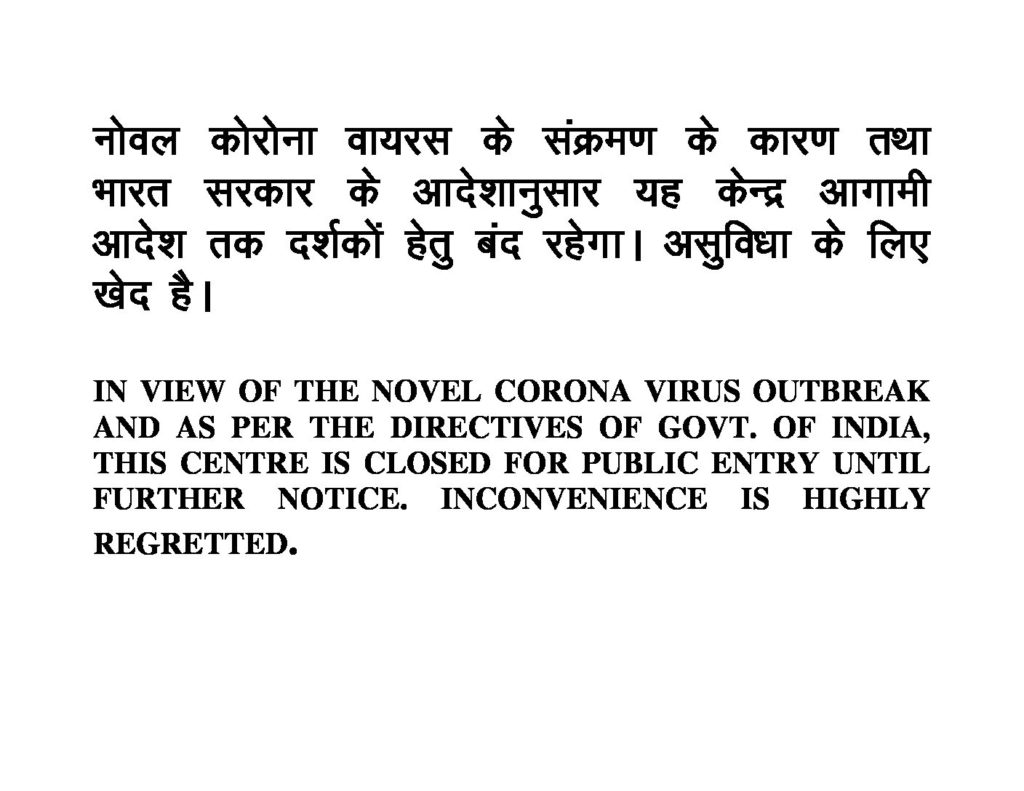 नोवल कोरोना वायरस के संक्रमण के कारण तथा
भारत सरकार के आदेशानुसार यह केन्द्र आगामी
आदेश तक दर्शकों हेतु बंद रहेगा। असुविधा के लिए
खेद है।
IN VIEW OF THE NOVEL CORONA VIRUS OUTBREAK
AND AS PER THE DIRECTIVES OF GOVT. OF INDIA,
THIS CENTRE IS CLOSED FOR PUBLIC ENTRY UNTIL
FURTHER NOTICE. INCONVENIENCE IS HIGHLY
REGRETTED.